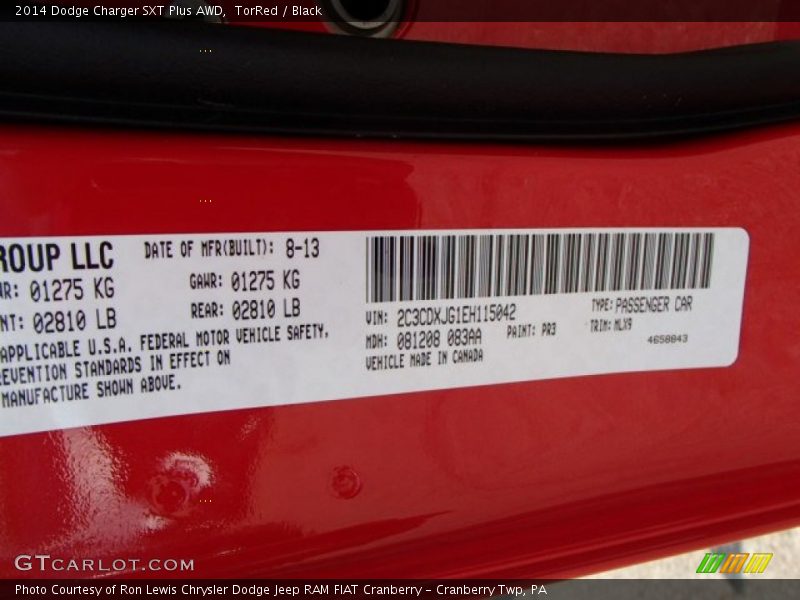 2014 Dodge Charger SXT Plus AWD,  TorRed / Black
ROUP LLC
DATE OF MFR(BUILT): 8-13
WR: 01275 KG
GAWR: 01275 KG
NT: 02810 LB
REAR: 02810 LB
APPLICABLE U.S.A. FEDERAL MOTOR VEHICLE SAFETY,
EVENTION STANDARDS IN EFFECT ON
MANUFACTURE SHOWN ABOVE.
VIN: 2C3CDXJG1EH115042
TYPE: PASSENGER CAR
MDH: 081208 083AA
PAINT: PR3
TRIM: MLX9
VEHICLE MADE IN CANADA
4658843
GTCARLOT.COM
Photo Courtesy of Ron Lewis Chrysler Dodge Jeep RAM FIAT Cranberry – Cranberry Twp, PA